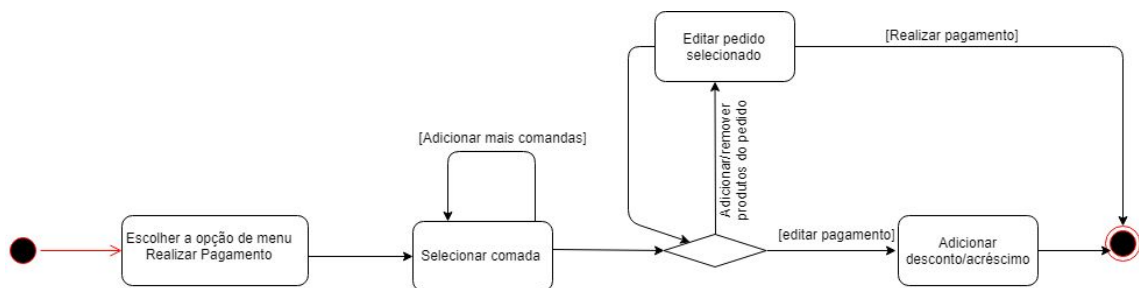 Editar pedido
selecionado
[Realizar pagamento]
[Adicionar mais comandas]
Adicionar/remover
produtos do pedido
Escolher a opção de menu
Realizar Pagamento
Selecionar comada
[editar pagamento]
Adicionar
desconto/acréscimo